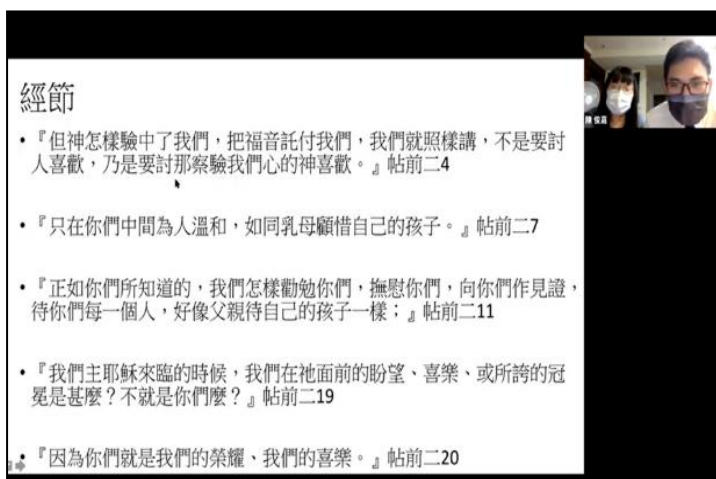 經節
• 『但神怎樣驗中了我們，把福音託付我們，我們就照樣講，不是要討
人喜歡，乃是要討那察驗我們心的神喜歡。』帖前二4
• 『只在你們中間為人溫和，如同乳母顧惜自己的孩子。』帖前二7
• 『正如你們所知道的，我們怎樣勸勉你們，撫慰你們，向你們作見證，
待你們每一個人，好像父親待自己的孩子一樣；』帖前二11
• 『我們主耶穌來臨的時候，我們在祂面前的盼望、喜樂、或所誇的冠
冕是甚麼？不就是你們麼？』帖前二19
• 『因為你們就是我們的榮耀、我們的喜樂。』帖前二20